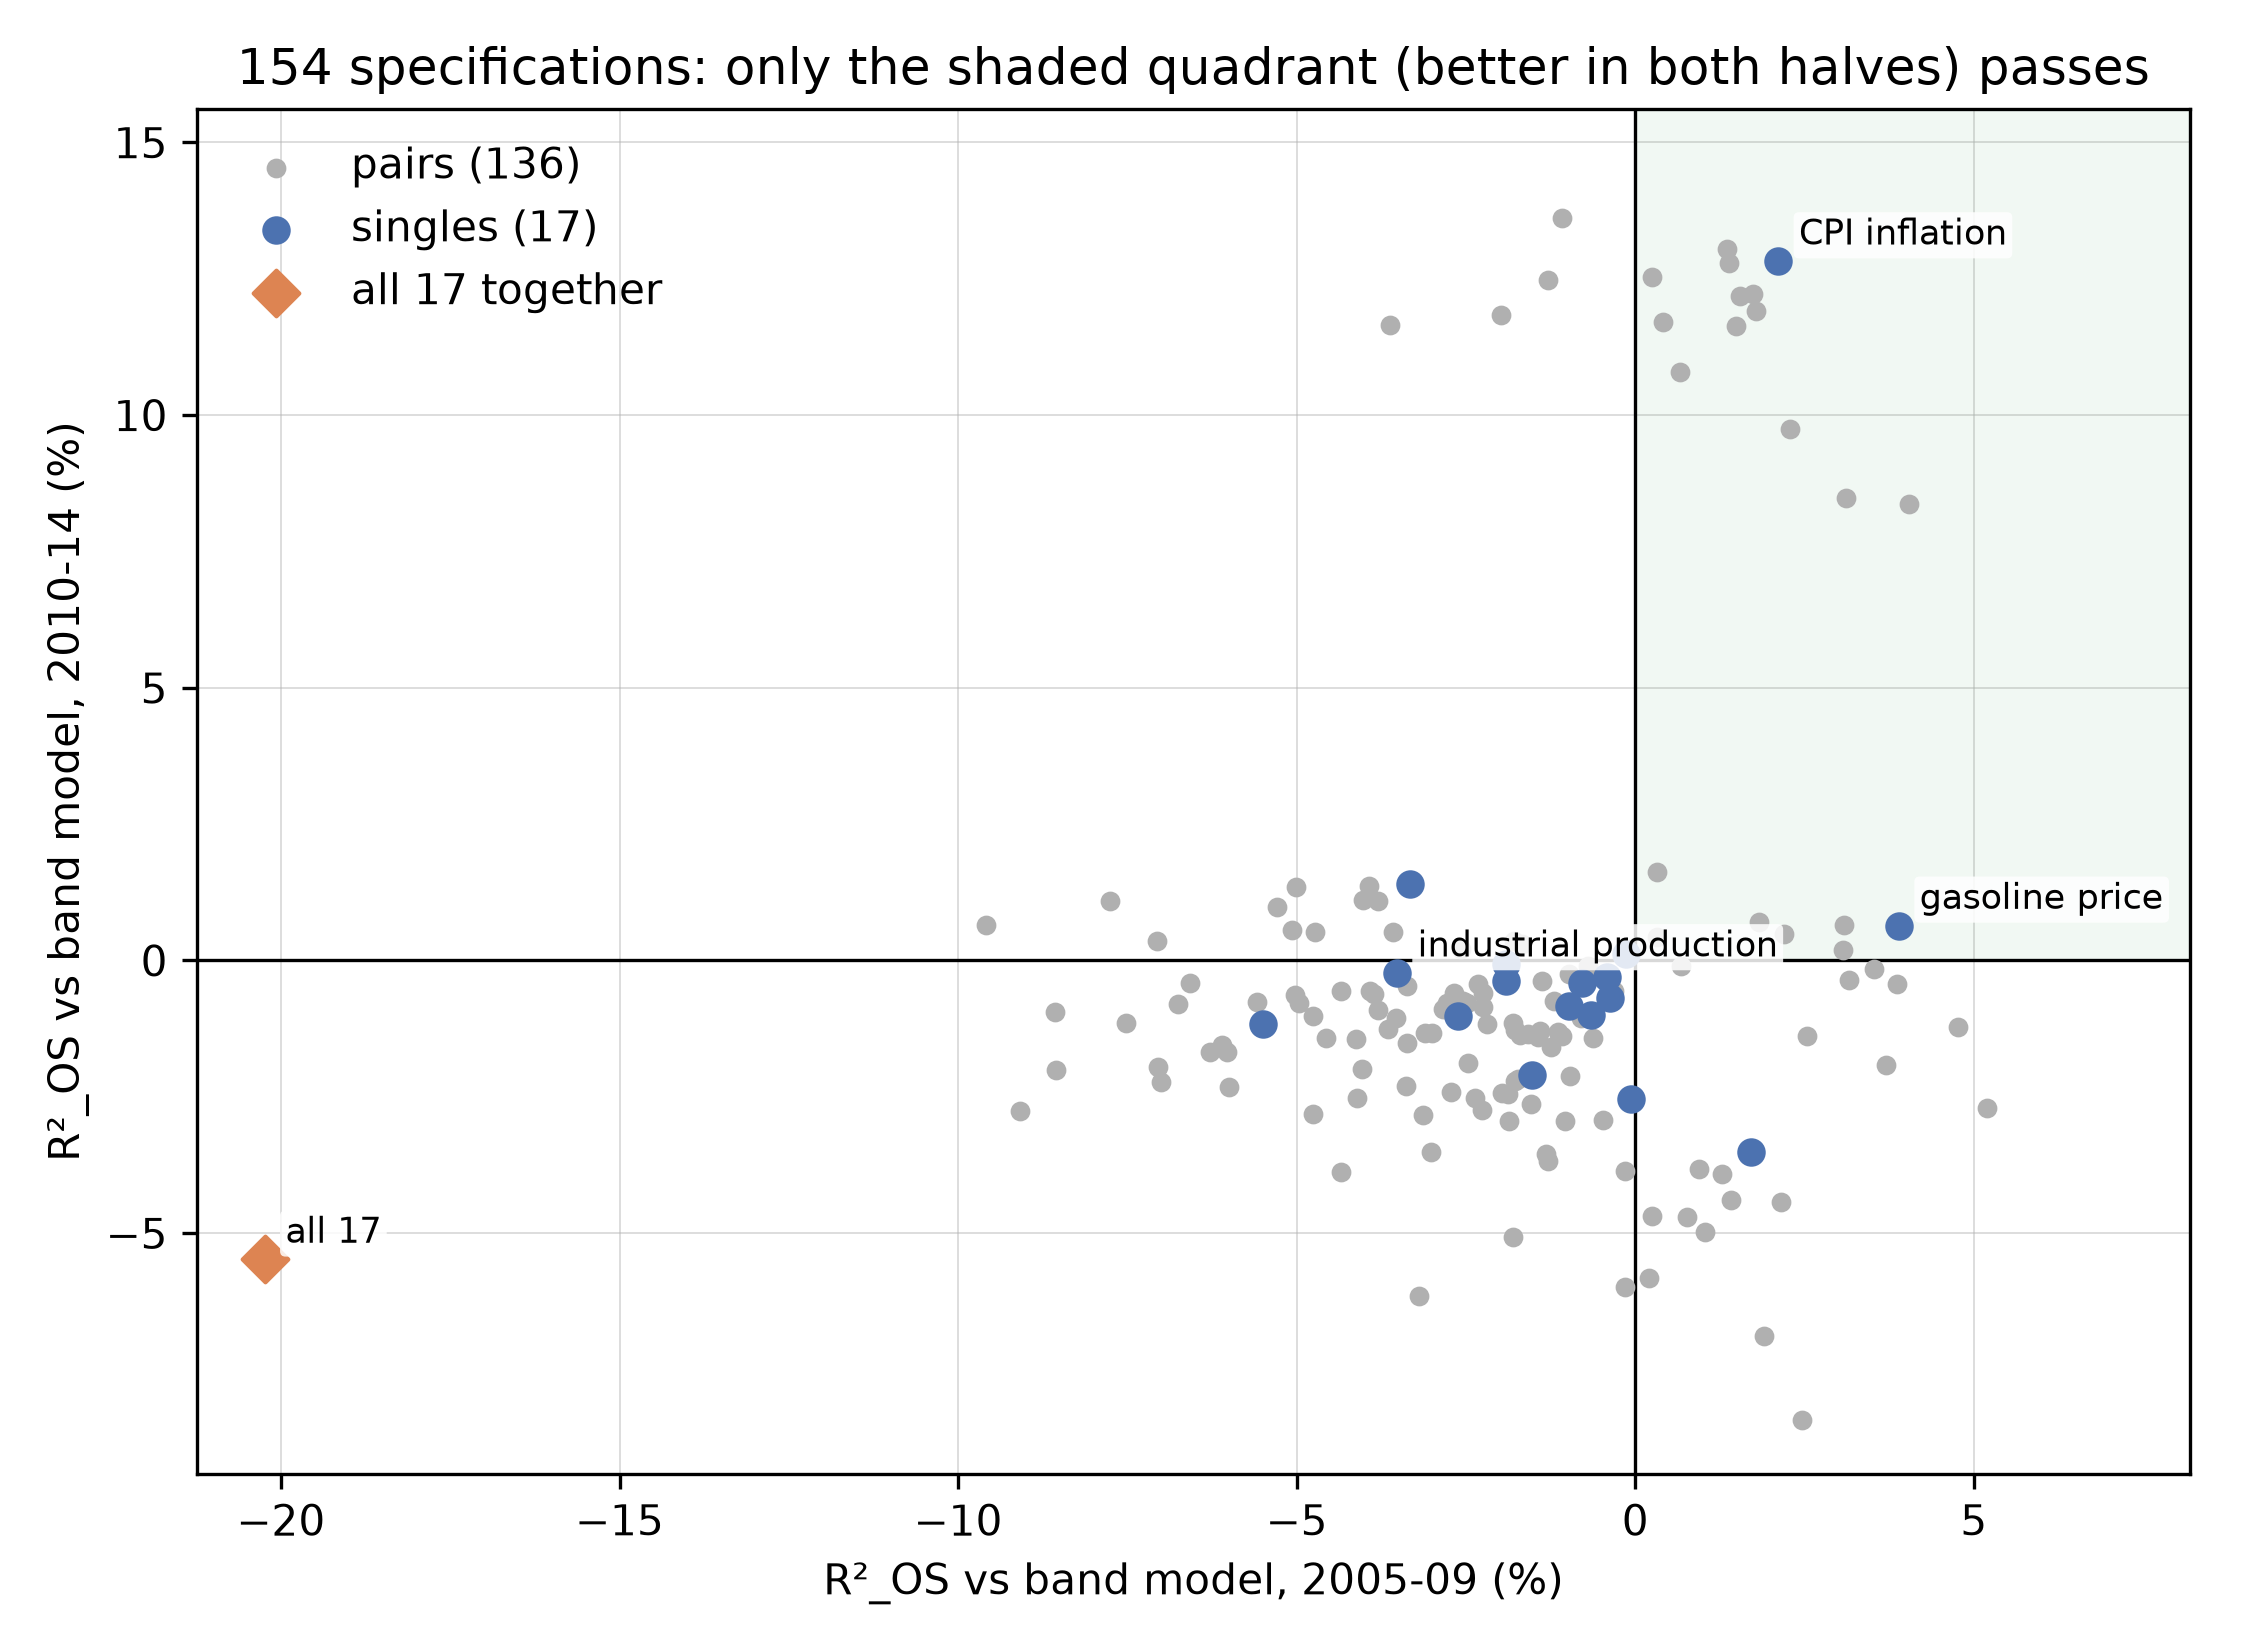 154 specifications: only the shaded quadrant (better in both halves) passes
pairs (136)
singles (17)
all 17 together
CPI inflation
gasoline price
industrial production
all 17
15
10
5
0
−5
−20
−15
−10
−5
0
5
R²_OS vs band model, 2010-14 (%)
R²_OS vs band model, 2005-09 (%)